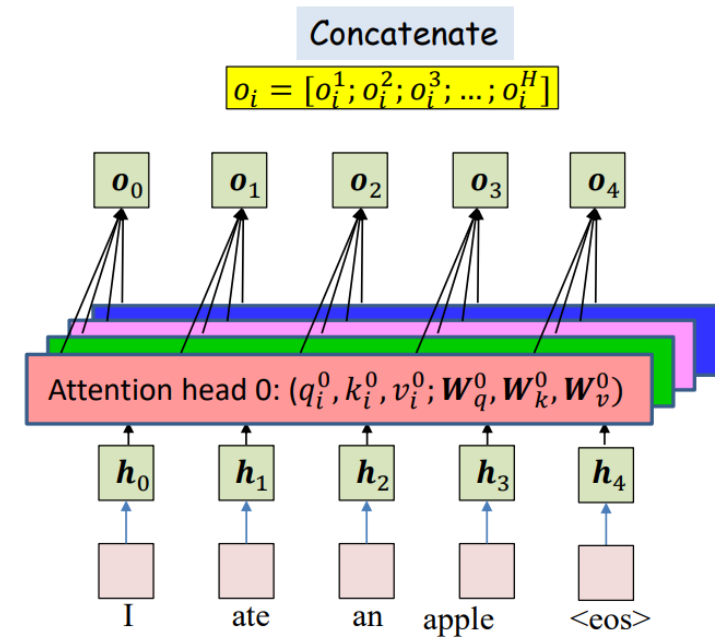 Concatenate
o_i = [o_i^1; o_i^2; o_i^3; …; o_i^H]
o_0 o_1 o_2 o_3 o_4
Attention head 0: (q_i^0, k_i^0, v_i^0; W_q^0, W_k^0, W_v^0)
h_0 h_1 h_2 h_3 h_4
I ate an apple <eos>